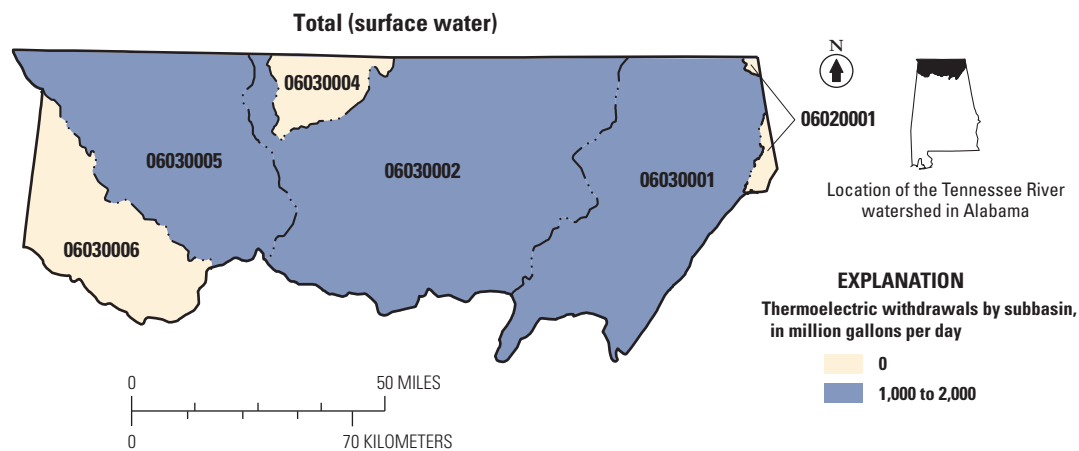 Total (surface water)
N
06030004
06020001
06030005
06030002
06030001
06030006
Location of the Tennessee River
watershed in Alabama
EXPLANATION
Thermoelectric withdrawals by subbasin,
in million gallons per day
0
1,000 to 2,000
0 50 MILES
0 70 KILOMETERS